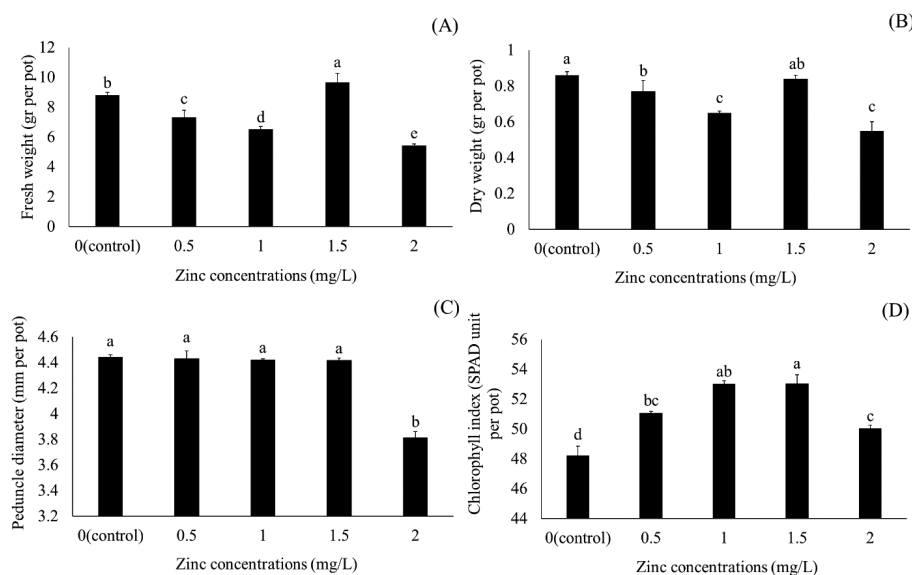 (A)
Fresh weight (gr per pot)
12
10
8
6
4
2
0
b
c
d
a
e
0(control) 0.5 1 1.5 2
Zinc concentrations (mg/L)
(B)
Dry weight (gr per pot)
1
0.8
0.6
0.4
0.2
0
a
b
c
ab
c
0(control) 0.5 1 1.5 2
Zinc concentrations (mg/L)
(C)
Peduncle diameter (mm per pot)
4.6
4.4
4.2
4
3.8
3.6
3.4
3.2
a
a
a
a
b
0(control) 0.5 1 1.5 2
Zinc concentrations (mg/L)
(D)
Chlorophyll index (SPAD unit
per pot)
56
54
52
50
48
46
44
d
bc
ab
a
c
0(control) 0.5 1 1.5 2
Zinc concentrations (mg/L)